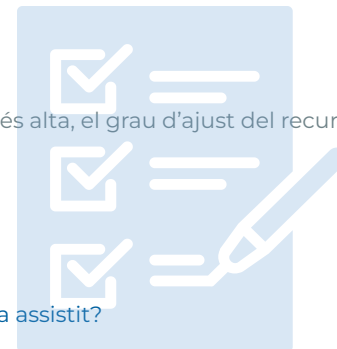 és alta, el grau d'ajust del recur
a assistit?